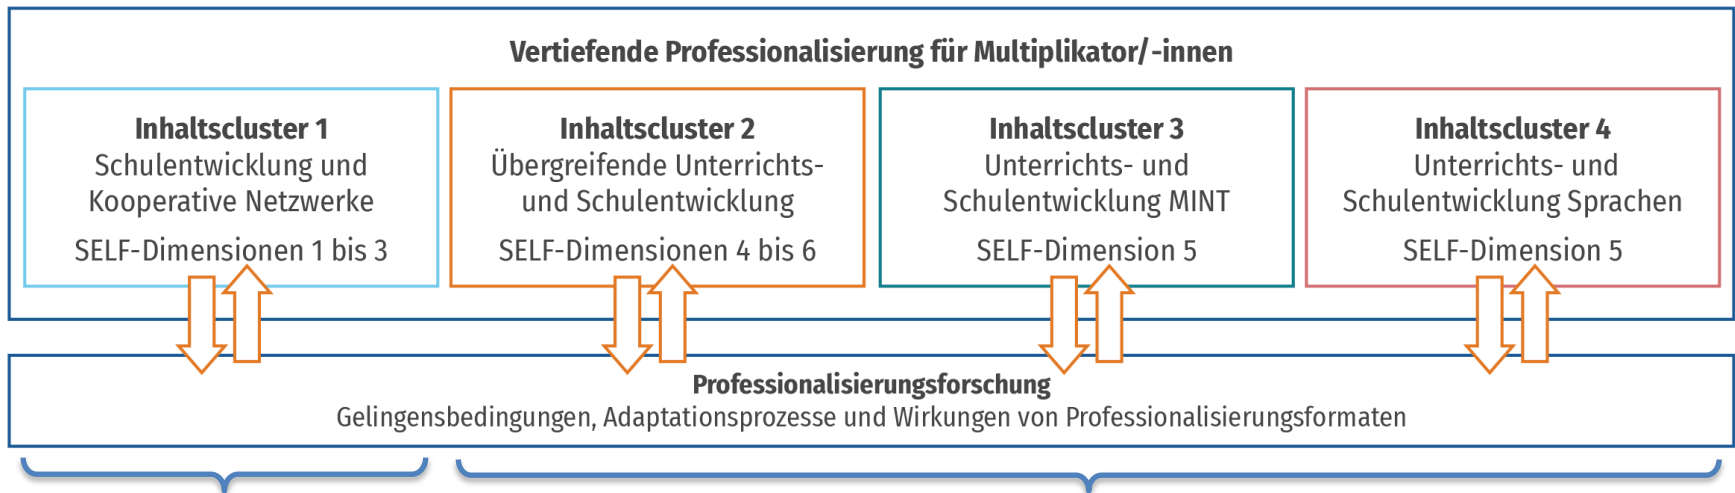 Vertiefende Professionalisierung für Multiplikator/-innen
Inhaltscluster 1
Schulentwicklung und
Kooperative Netzwerke
SELF-Dimensionen 1 bis 3
Inhaltscluster 2
Übergreifende Unterrichts-
und Schulentwicklung
SELF-Dimensionen 4 bis 6
Inhaltscluster 3
Unterrichts- und
Schulentwicklung MINT
SELF-Dimension 5
Inhaltscluster 4
Unterrichts- und
Schulentwicklung Sprachen
SELF-Dimension 5
Professionalisierungsforschung
Gelingensbedingungen, Adaptationsprozesse und Wirkungen von Professionalisierungsformaten